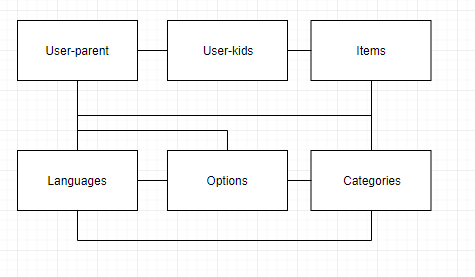 User-parent
User-kids
Items
Languages
Options
Categories